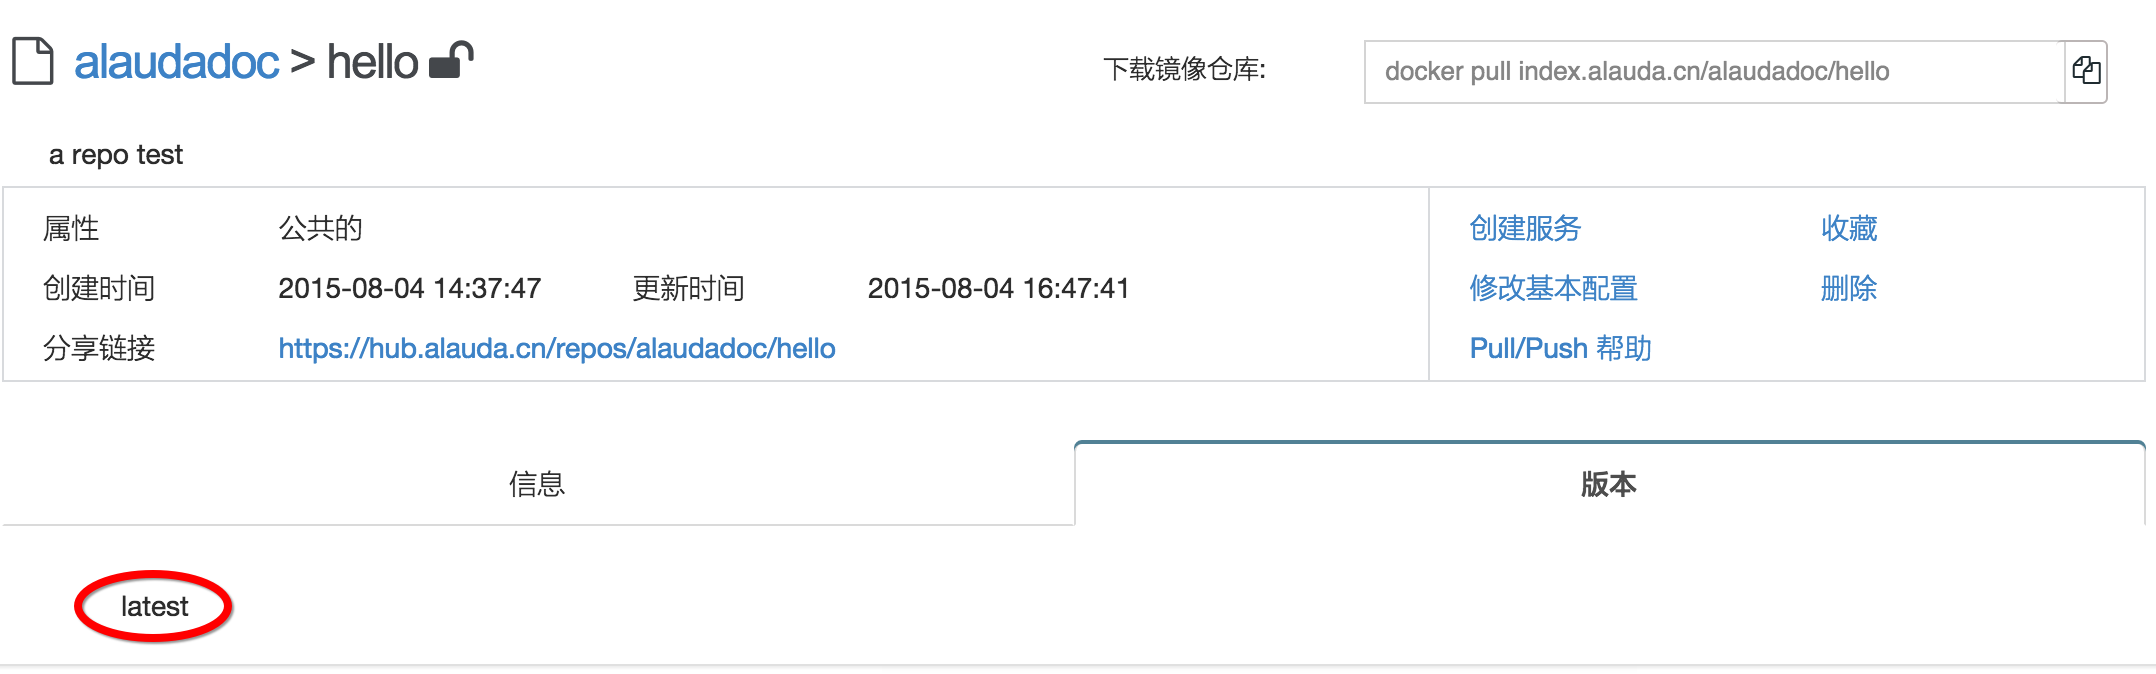 alaudadoc > hello
下载镜像仓库: docker pull index.alauda.cn/alaudadoc/hello
a repo test
属性 公共的 创建服务 收藏
创建时间 2015-08-04 14:37:47 更新时间 2015-08-04 16:47:41 修改基本配置 删除
分享链接 https://hub.alauda.cn/repos/alaudadoc/hello Pull/Push 帮助
信息 版本
latest